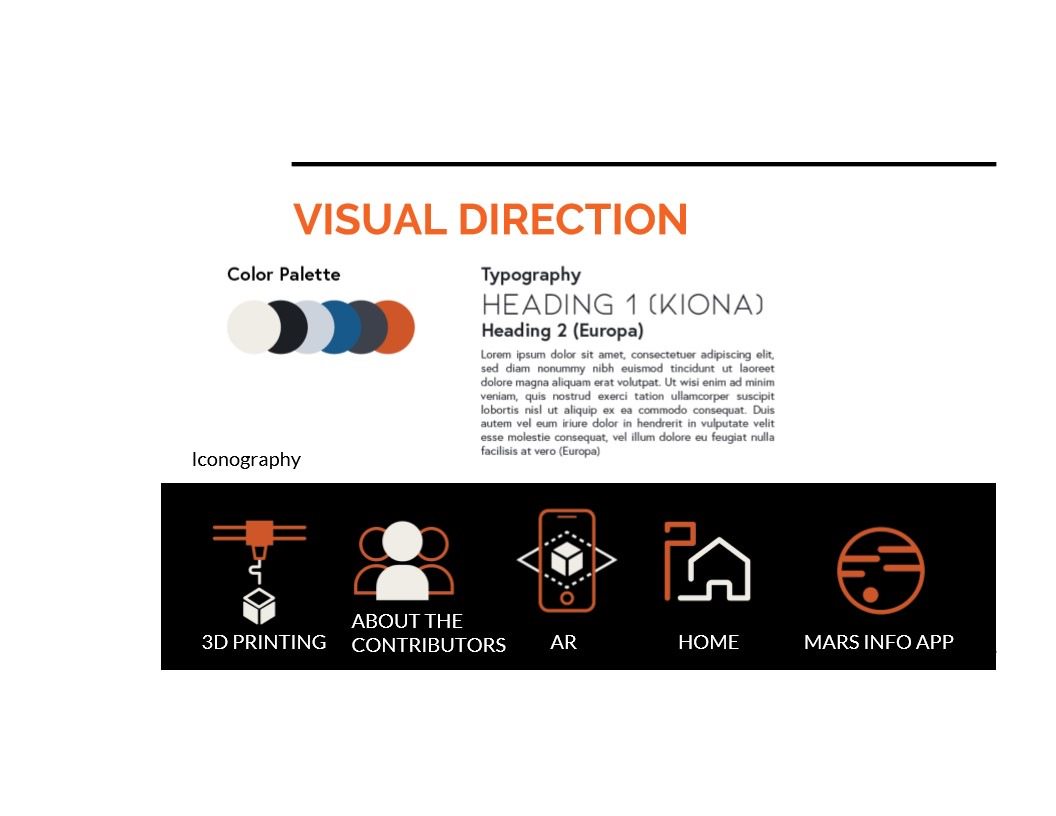 VISUAL DIRECTION
Color Palette
Typography
HEADING 1 (KIONA)
Heading 2 (Europa)
Lorem ipsum dolor sit amet, consectetuer adipiscing elit,
sed diam nonummy nibh euismod tincidunt ut laoreet
dolore magna aliquam erat volutpat. Ut wisi enim ad minim
veniam, quis nostrud exerci tation ullamcorper suscipit
lobortis nisl ut aliquip ex ea commodo consequat. Duis
autem vel eum iriure dolor in hendrerit in vulputate velit
esse molestie consequat, vel illum dolore eu feugiat nulla
facilisis at vero (Europa)
Iconography
3D PRINTING
ABOUT THE
CONTRIBUTORS
AR
HOME
MARS INFO APP